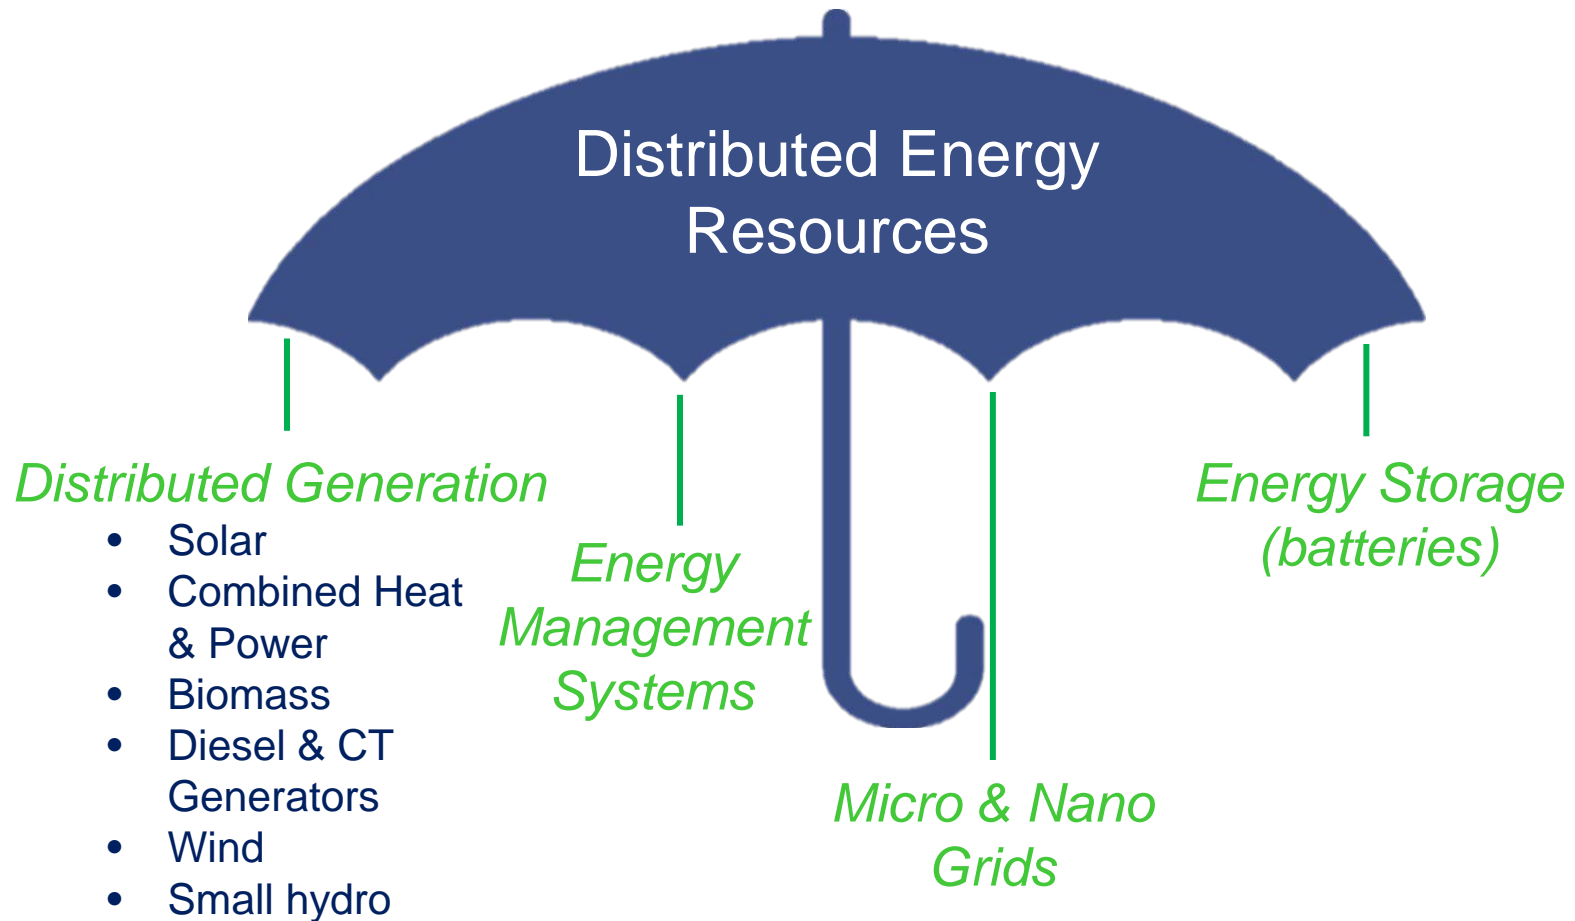 Distributed Energy
Resources
Distributed Generation
• Solar
• Combined Heat
& Power
• Biomass
• Diesel & CT
Generators
• Wind
• Small hydro
Energy
Management
Systems
Micro & Nano
Grids
Energy Storage
(batteries)